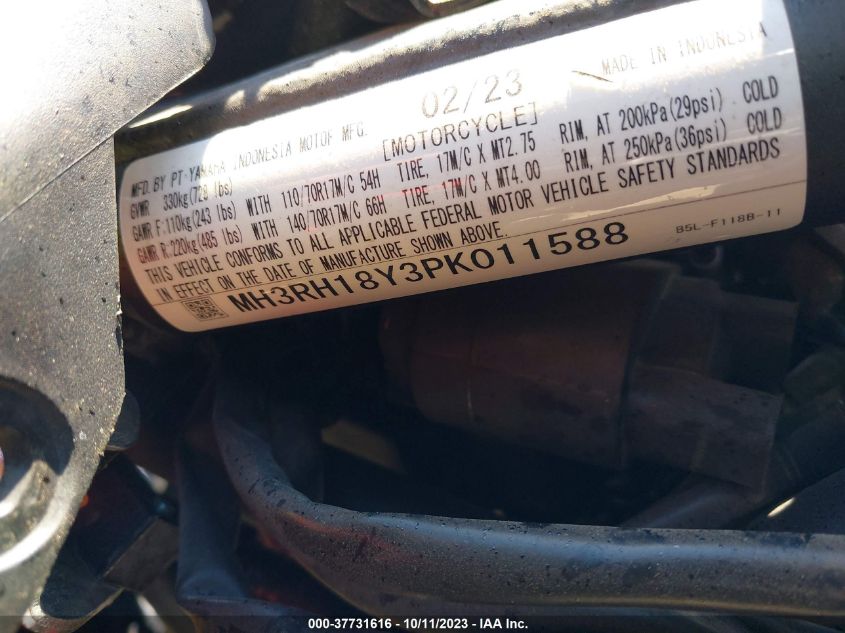 02/23
MADE IN INDONESIA
MFD. BY PT-YAMAHA INDONESIA MOTOR MFG. [MOTORCYCLE]
GVWR 330kg(728 lbs)
GAWR F:110kg(243 lbs) WITH 110/70R17M/C 54H TIRE, 17M/C X MT2.75 RIM, AT 200kPa(29psi) COLD
GAWR R:220kg(485 lbs) WITH 140/70R17M/C 66H TIRE, 17M/C X MT4.00 RIM, AT 250kPa(36psi) COLD
THIS VEHICLE CONFORMS TO ALL APPLICABLE FEDERAL MOTOR VEHICLE SAFETY STANDARDS
IN EFFECT ON THE DATE OF MANUFACTURE SHOWN ABOVE.
B5L-F118B-11
MH3RH18Y3PK011588
000-37731616 - 10/11/2023 - IAA Inc.